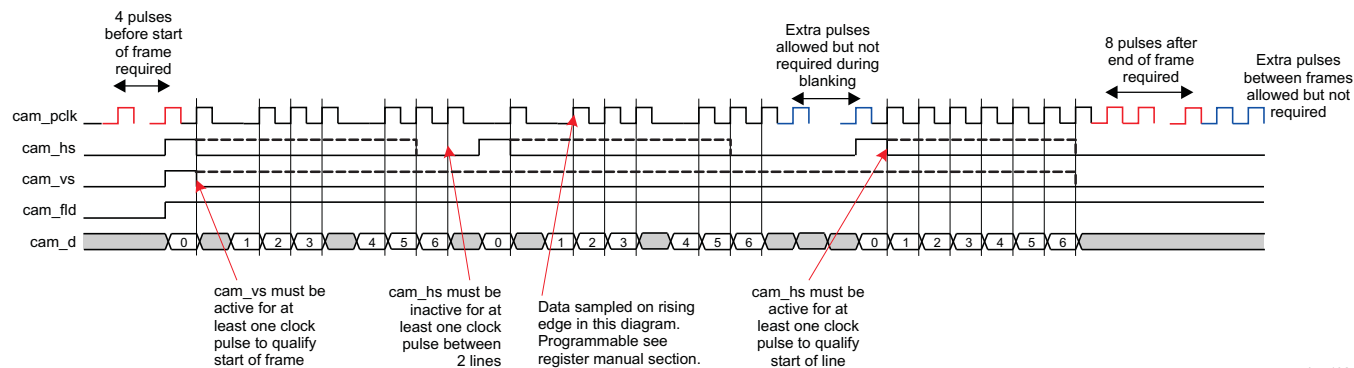 4 pulses
before start
of frame
required
Extra pulses
allowed but not
required during
blanking
8 pulses after
end of frame
required
Extra pulses
between frames
allowed but not
required
cam_pclk
cam_hs
cam_vs
cam_fld
cam_d
0 1 2 3 4 5 6 0 1 2 3 4 5 6 0 1 2 3 4 5 6
cam_vs must be
active for at
least one clock
pulse to qualify
start of frame
cam_hs must be
inactive for at
least one clock
pulse between
2 lines
Data sampled on rising
edge in this diagram.
Programmable see
register manual section.
cam_hs must be
active for at
least one clock
pulse to qualify
start of line